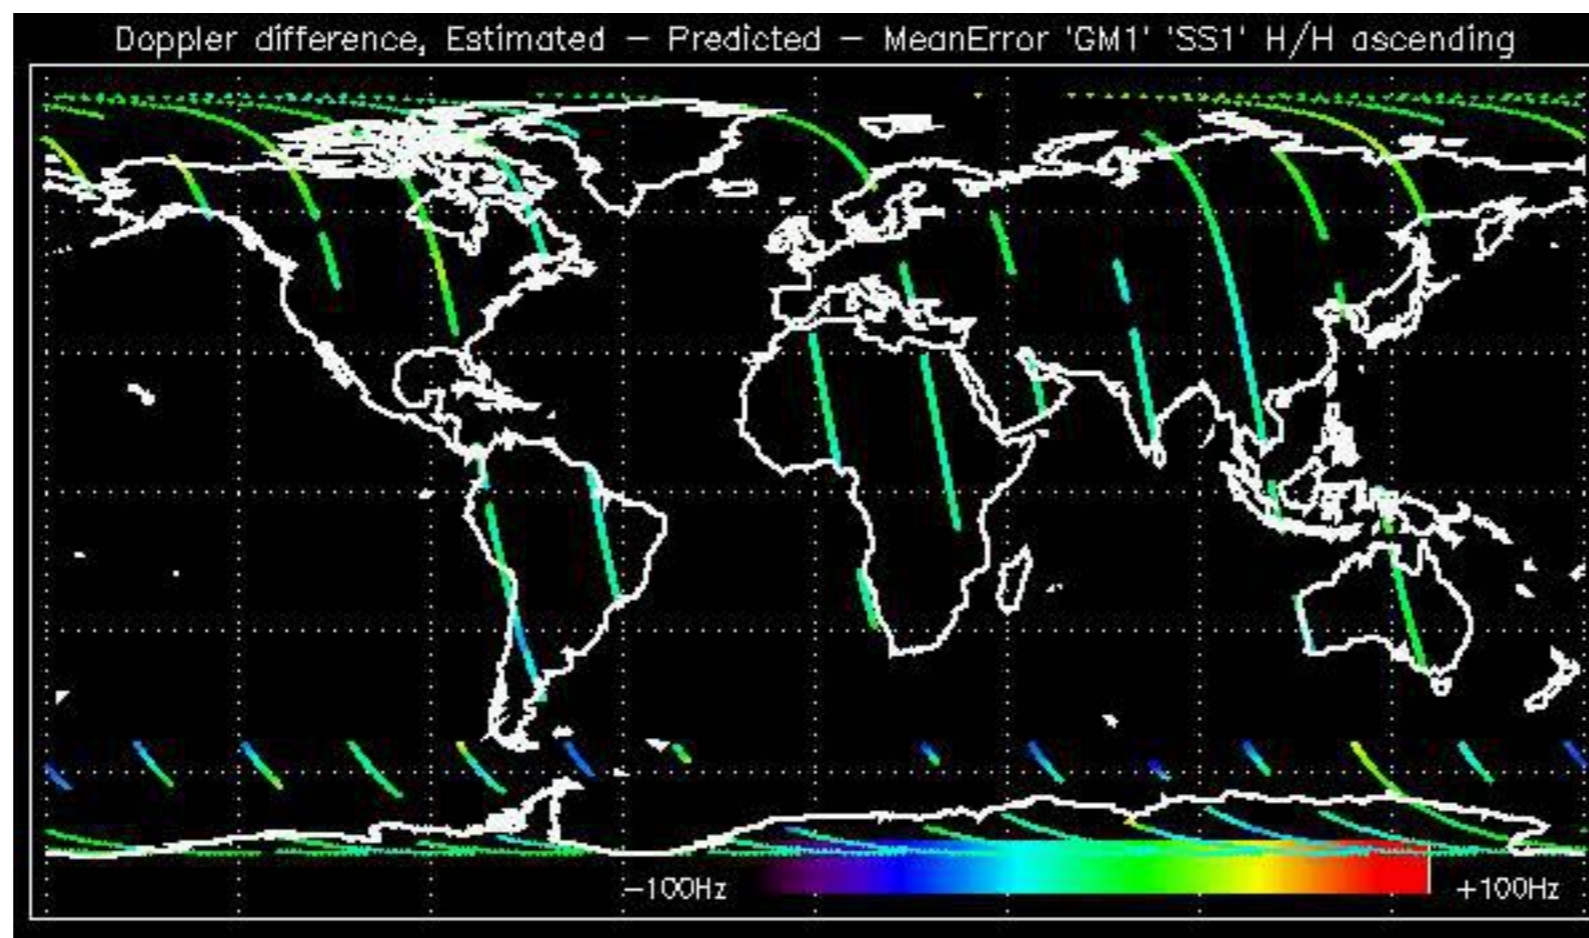 Doppler difference, Estimated – Predicted – MeanError 'GM1' 'SS1' H/H ascending
–100Hz
+100Hz